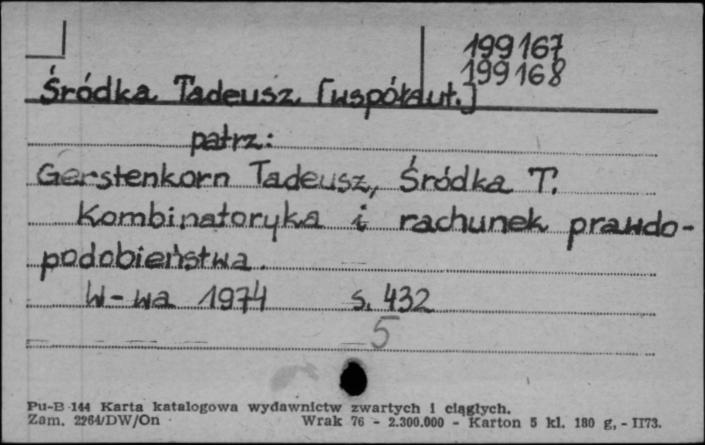 199167
199168
Śródka Tadeusz [współaut.]
patrz:
Gerstenkorn Tadeusz, Śródka T.
Kombinatoryka i rachunek prawdo-
podobieństwa.
W-wa 1974 s. 432
5
Pu-B 144 Karta katalogowa wydawnictw zwartych i ciągłych.
Zam. 2264/DW/On Wrak 76 - 2.300.000 - Karton 5 kl. 180 g, - II73.